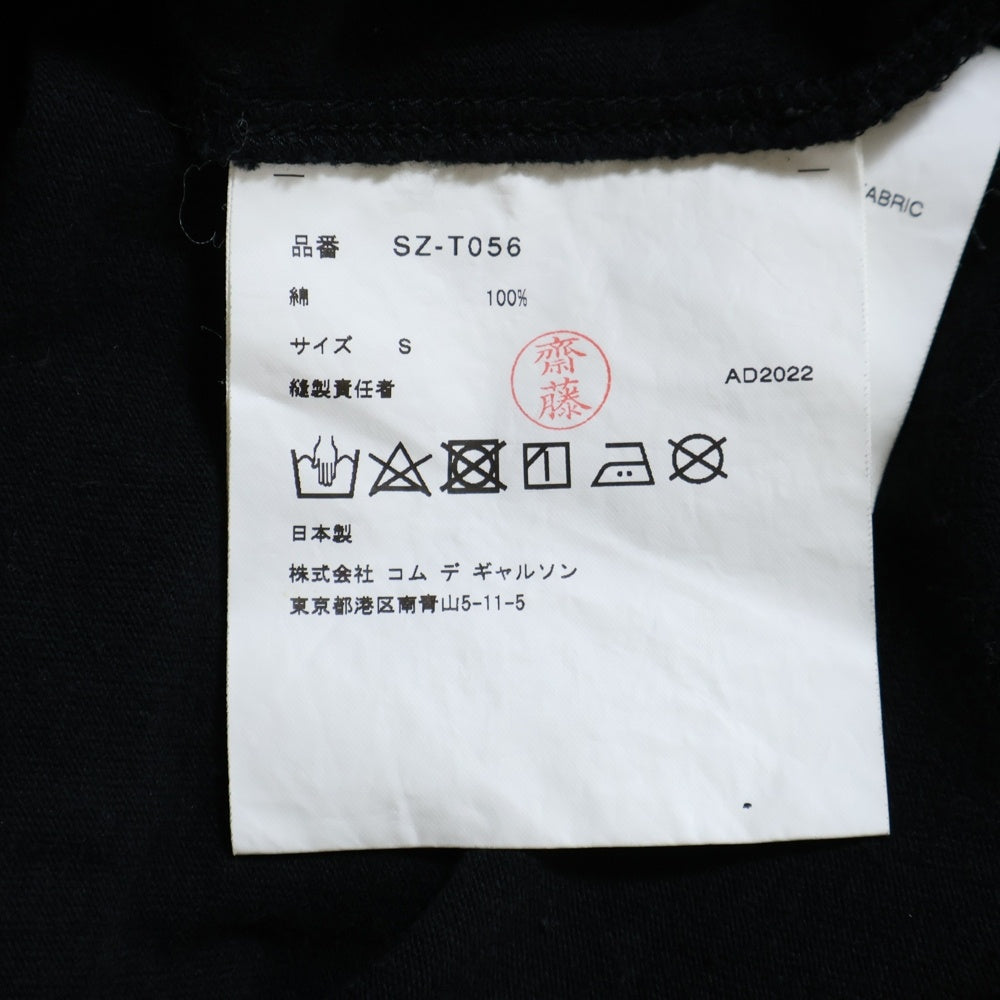 品番 SZ-T056
綿 100%
サイズ S
縫製責任者
齋藤
AD2022
日本製
株式会社 コム デ ギャルソン
東京都港区南青山5-11-5
FABRIC